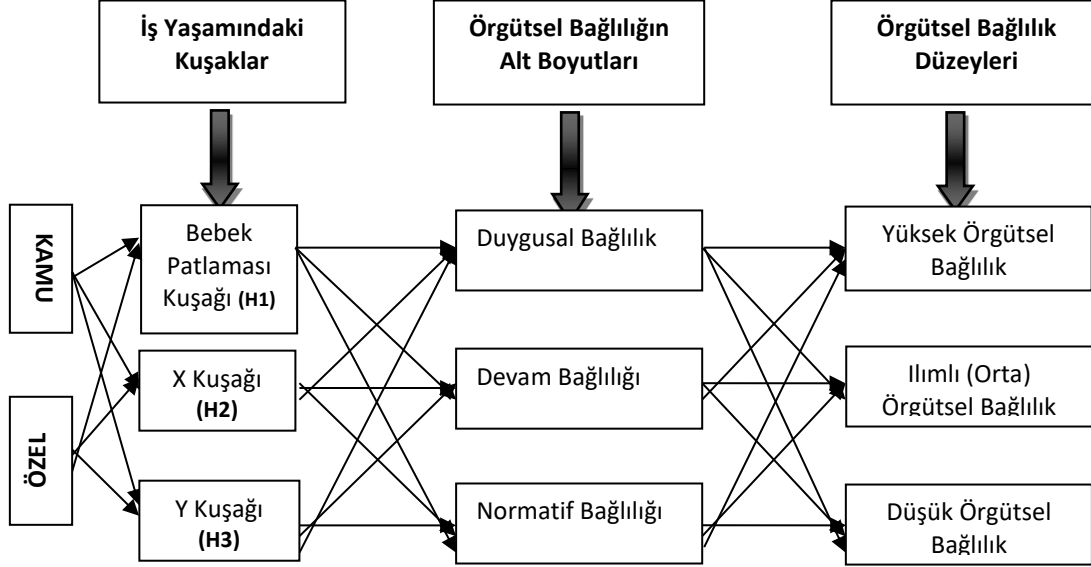 İş Yaşamındaki
Kuşaklar
Örgütsel Bağlılığın
Alt Boyutları
Örgütsel Bağlılık
Düzeyleri
KAMU
ÖZEL
Bebek
Patlaması
Kuşağı (H1)
X Kuşağı
(H2)
Y Kuşağı
(H3)
Duygusal Bağlılık
Devam Bağlılığı
Normatif Bağlılığı
Yüksek Örgütsel
Bağlılık
Ilımlı (Orta)
Örgütsel Bağlılık
Düşük Örgütsel
Bağlılık